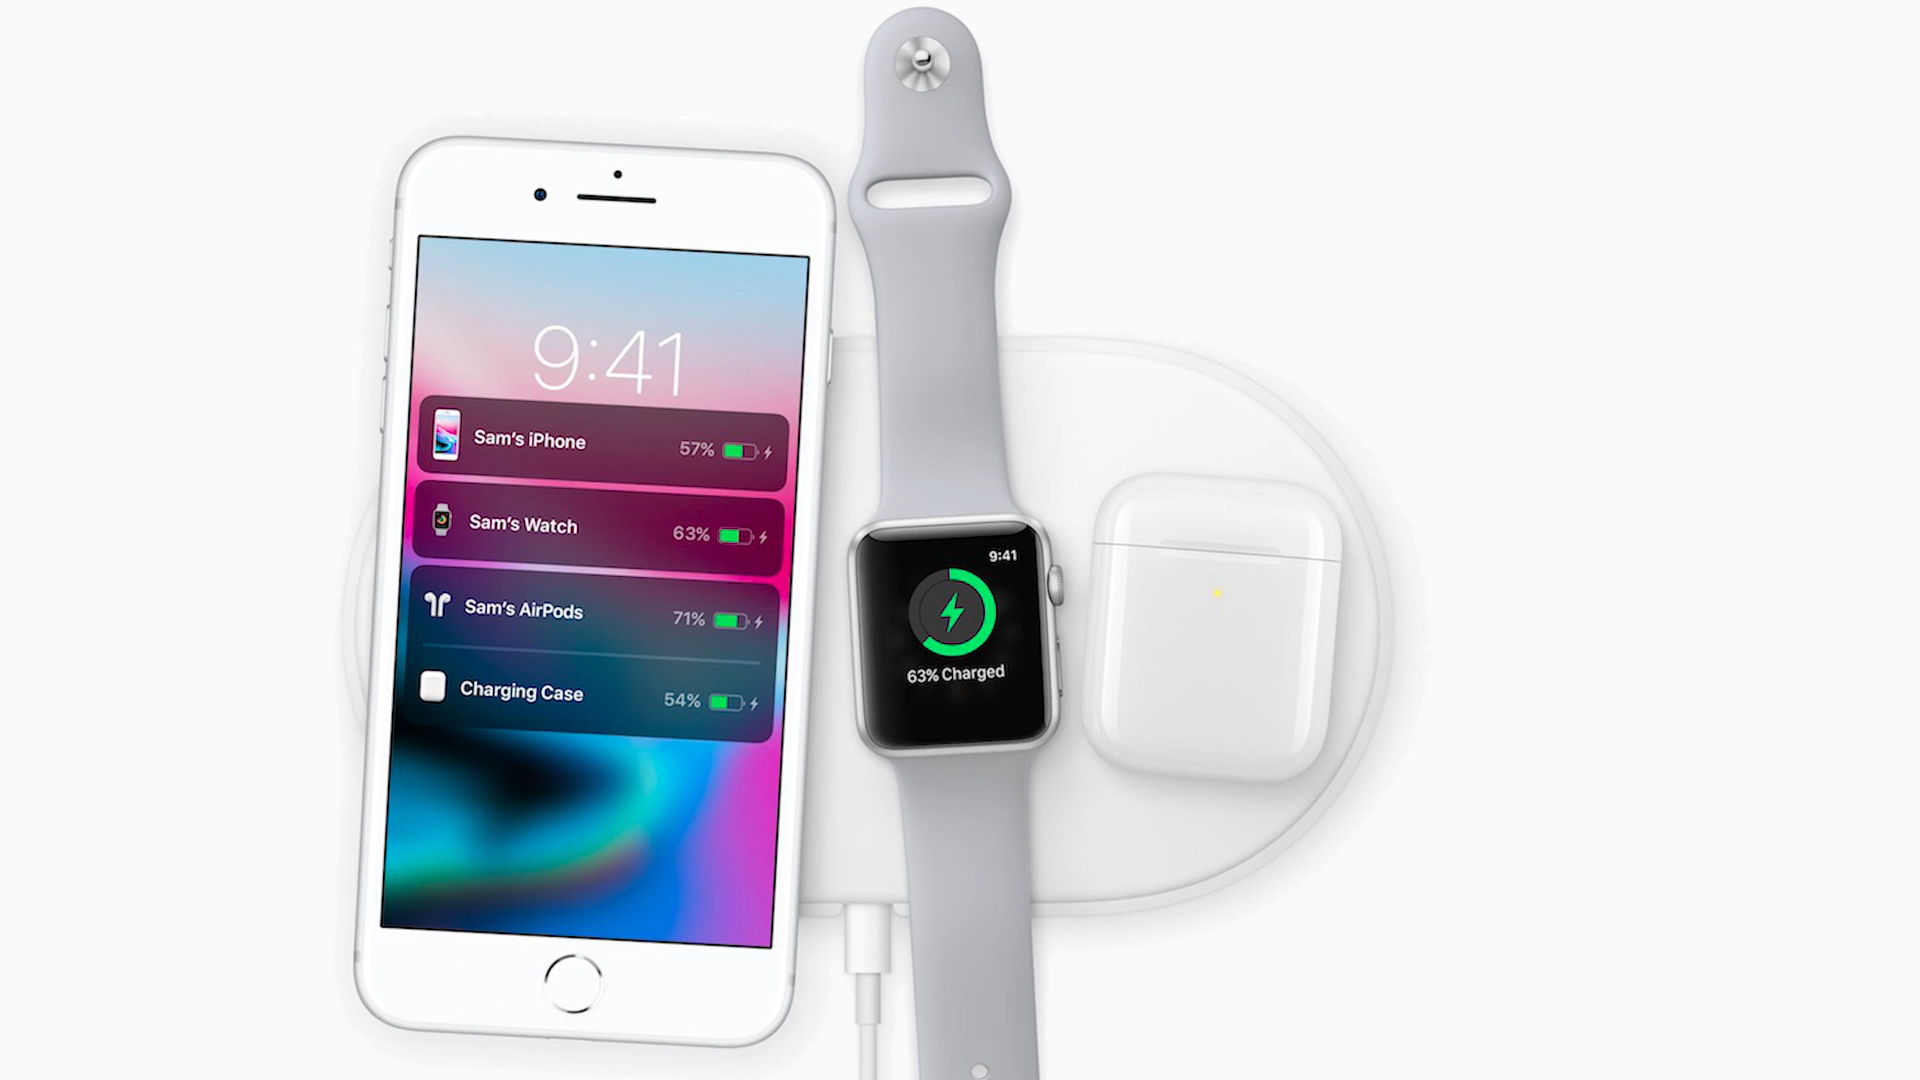 9:41
Sam's iPhone 57%
Sam's Watch 63%
Sam's AirPods 71%
Charging Case 54%
9:41
63% Charged